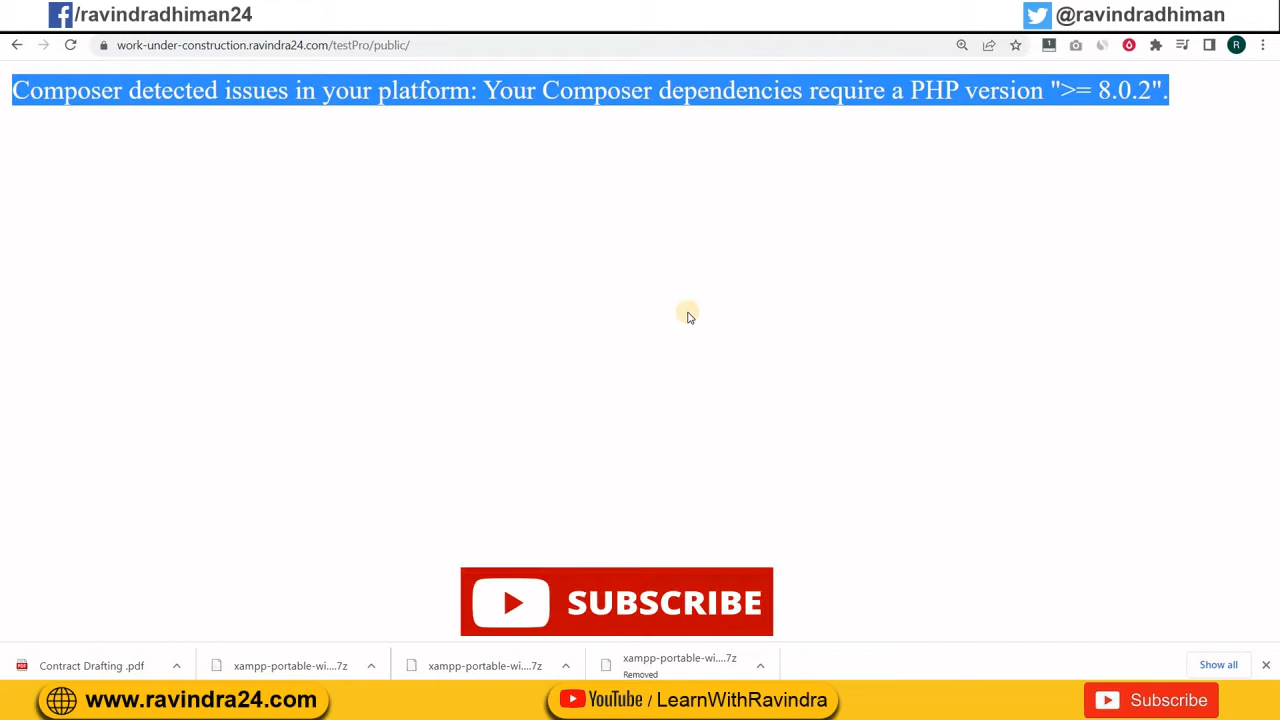 /ravindradhiman24
@ravindradhiman
work-under-construction.ravindra24.com/testPro/public/
1
R
Composer detected issues in your platform: Your Composer dependencies require a PHP version ">= 8.0.2".
SUBSCRIBE
Contract Drafting .pdf
xampp-portable-wi....7z
xampp-portable-wi....7z
xampp-portable-wi....7z
Removed
Show all
www.ravindra24.com
YouTube / LearnWithRavindra
Subscribe